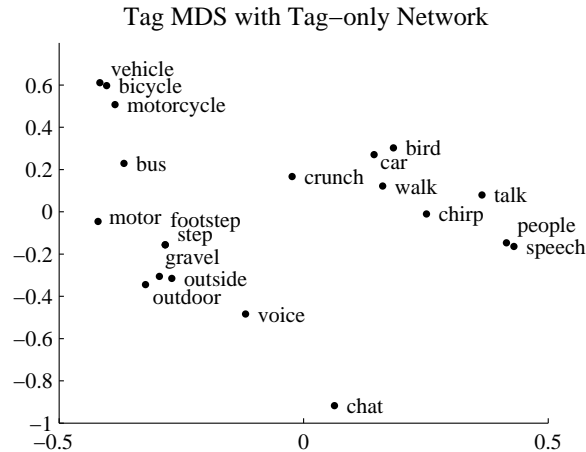 Tag MDS with Tag−only Network
vehicle
0.6
bicycle
motorcycle
0.4
bird
0.2
bus
crunch
car
walk
talk
0
motor
footstep
chirp
people
step
speech
−0.2
gravel
outside
−0.4
outdoor
voice
−0.6
−0.8
chat
−1
−0.5
0
0.5